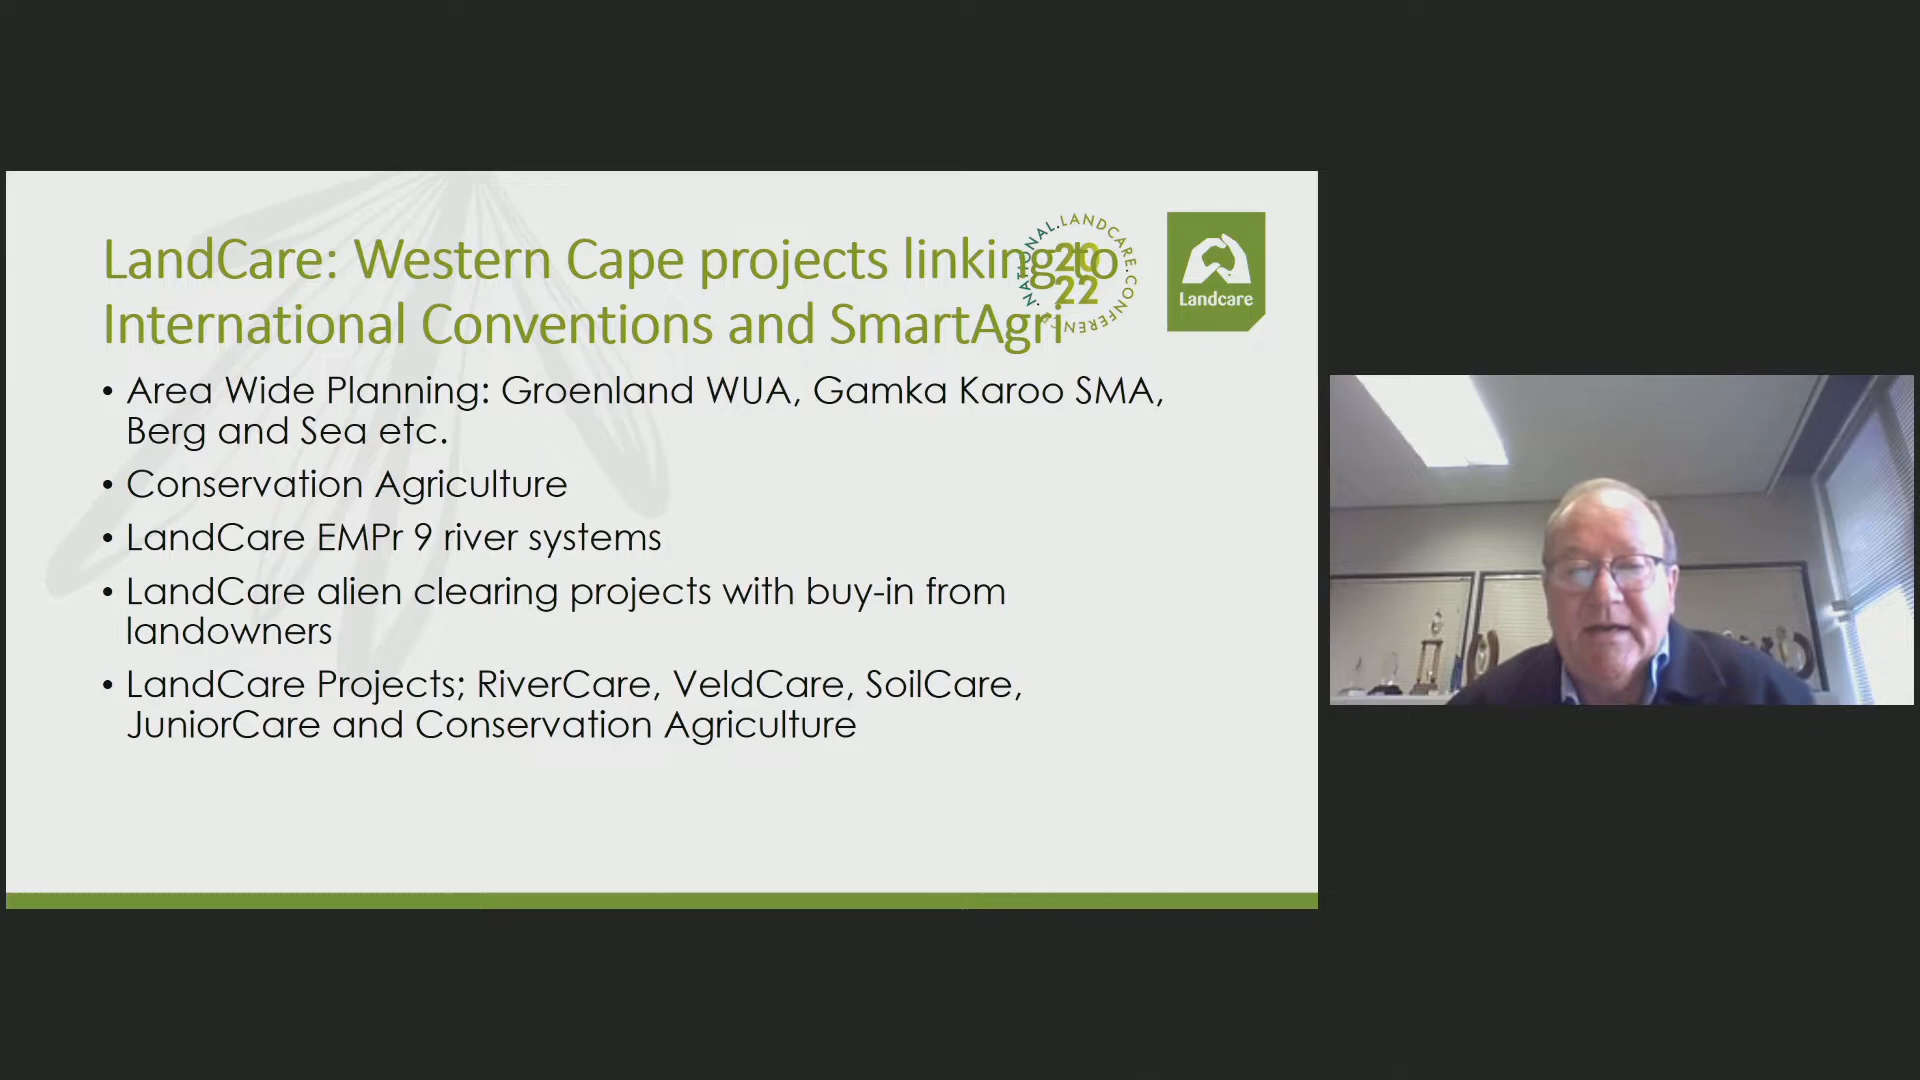 LandCare: Western Cape projects linking to
International Conventions and SmartAgri
NATIONAL.LANDCARE.CONFERENCE
20
22
Landcare
• Area Wide Planning: Groenland WUA, Gamka Karoo SMA,
Berg and Sea etc.
• Conservation Agriculture
• LandCare EMPr 9 river systems
• LandCare alien clearing projects with buy-in from
landowners
• LandCare Projects; RiverCare, VeldCare, SoilCare,
JuniorCare and Conservation Agriculture